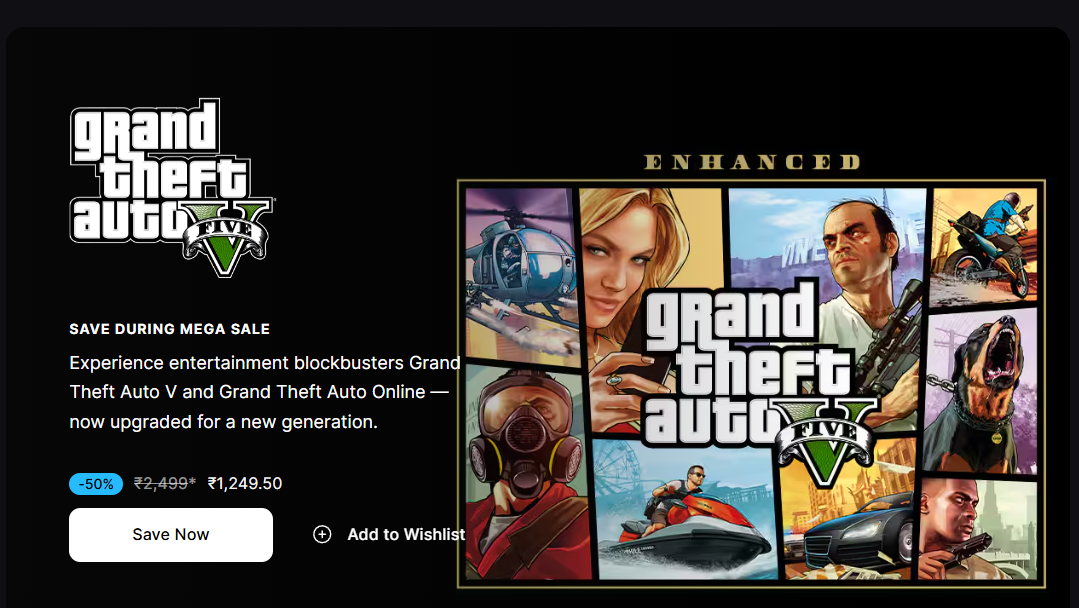 grand
theft
auto V
FIVE
SAVE DURING MEGA SALE
Experience entertainment blockbusters Grand
Theft Auto V and Grand Theft Auto Online —
now upgraded for a new generation.
-50% ₹2,499* ₹1,249.50
Save Now
Add to Wishlist
ENHANCED
VINE
grand
theft
auto V
FIVE